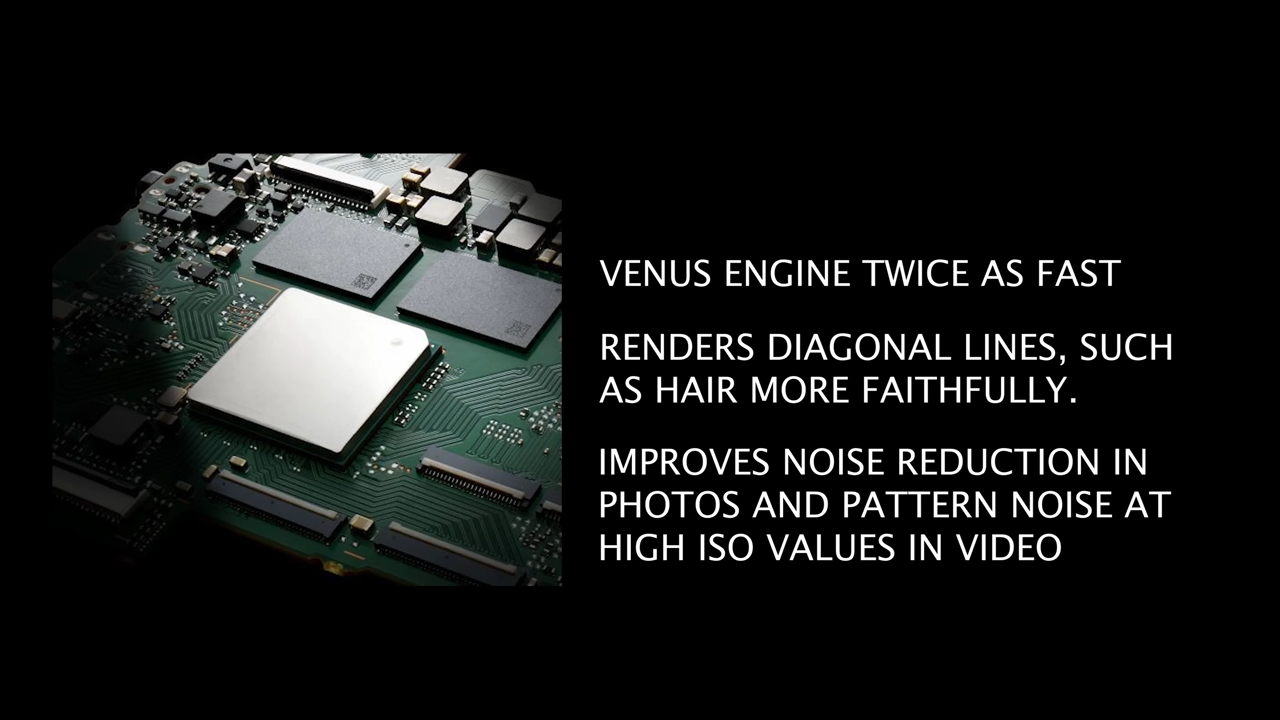 VENUS ENGINE TWICE AS FAST
RENDERS DIAGONAL LINES, SUCH
AS HAIR MORE FAITHFULLY.
IMPROVES NOISE REDUCTION IN
PHOTOS AND PATTERN NOISE AT
HIGH ISO VALUES IN VIDEO